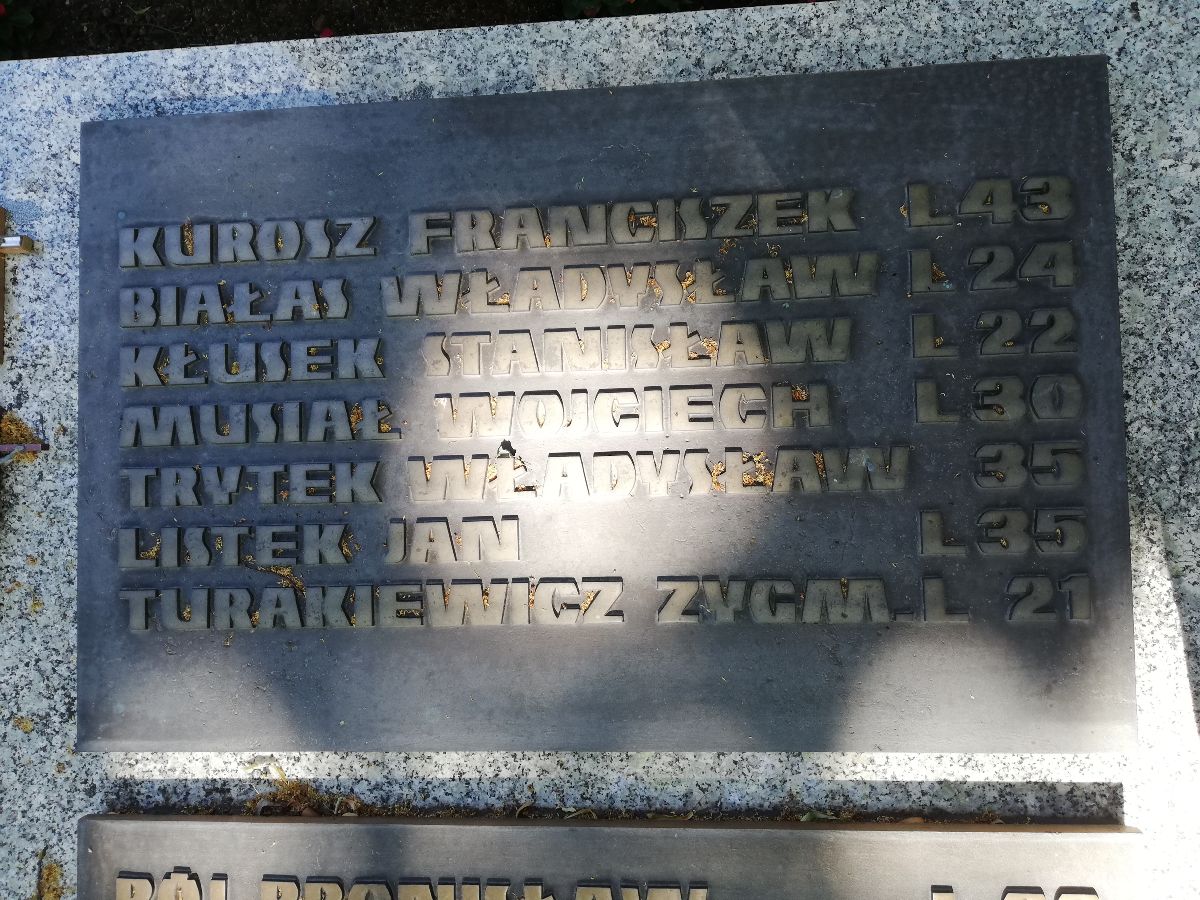 KUROSZ FRANCISZEK L 43
BIAŁAS WŁADYSŁAW L 24
KŁUSEK STANISŁAW L 22
MUSIAŁ WOJCIECH L 30
TRYTEK WŁADYSŁAW 35
LISTEK JAN L 35
TURAKIEWICZ ZYGM. L 21
BRONISŁAW L